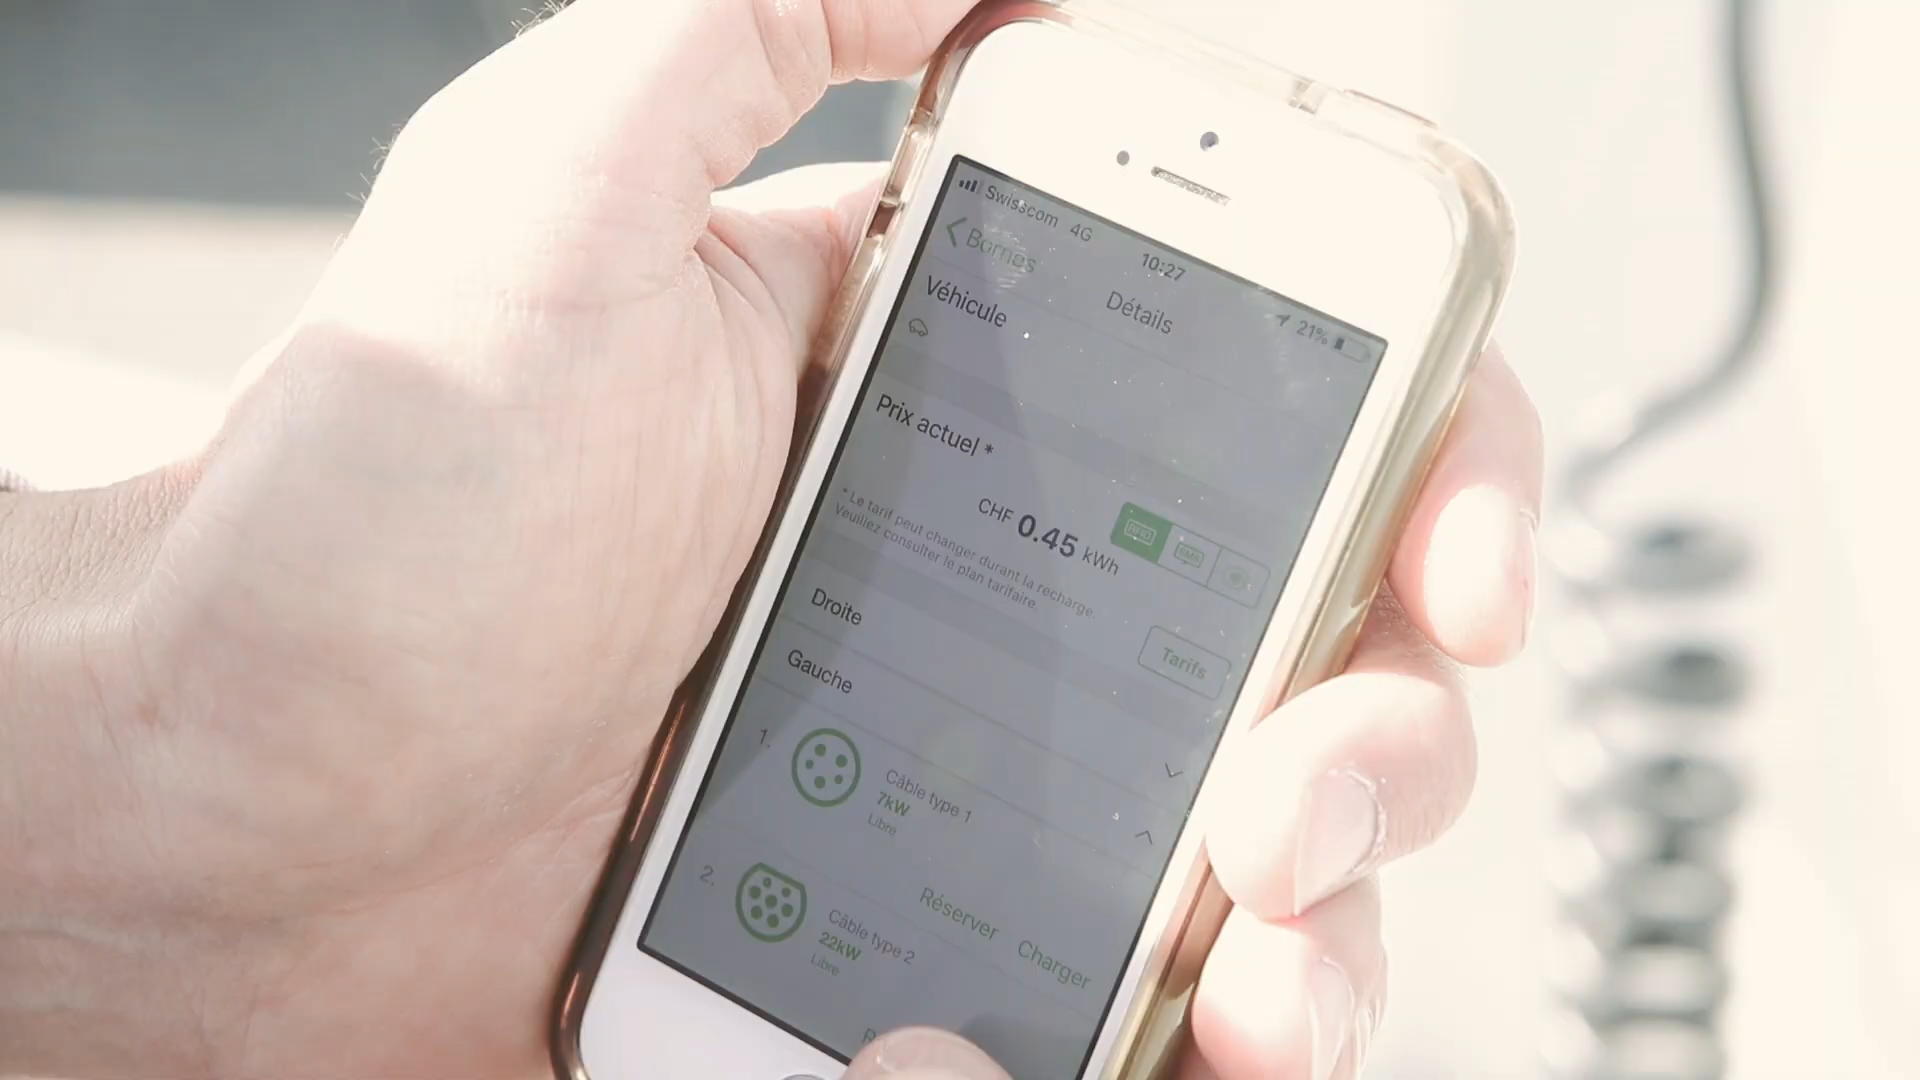 Swisscom 4G 10:27 21%
Bornes
Détails
Véhicule
Prix actuel *
CHF 0.45 kWh
RFID SMS
* Le tarif peut changer durant la recharge.
Veuillez consulter le plan tarifaire.
Tarifs
Droite
Gauche
1.
Câble type 1
7kW
Libre
Réserver Charger
2.
Câble type 2
22kW
Libre